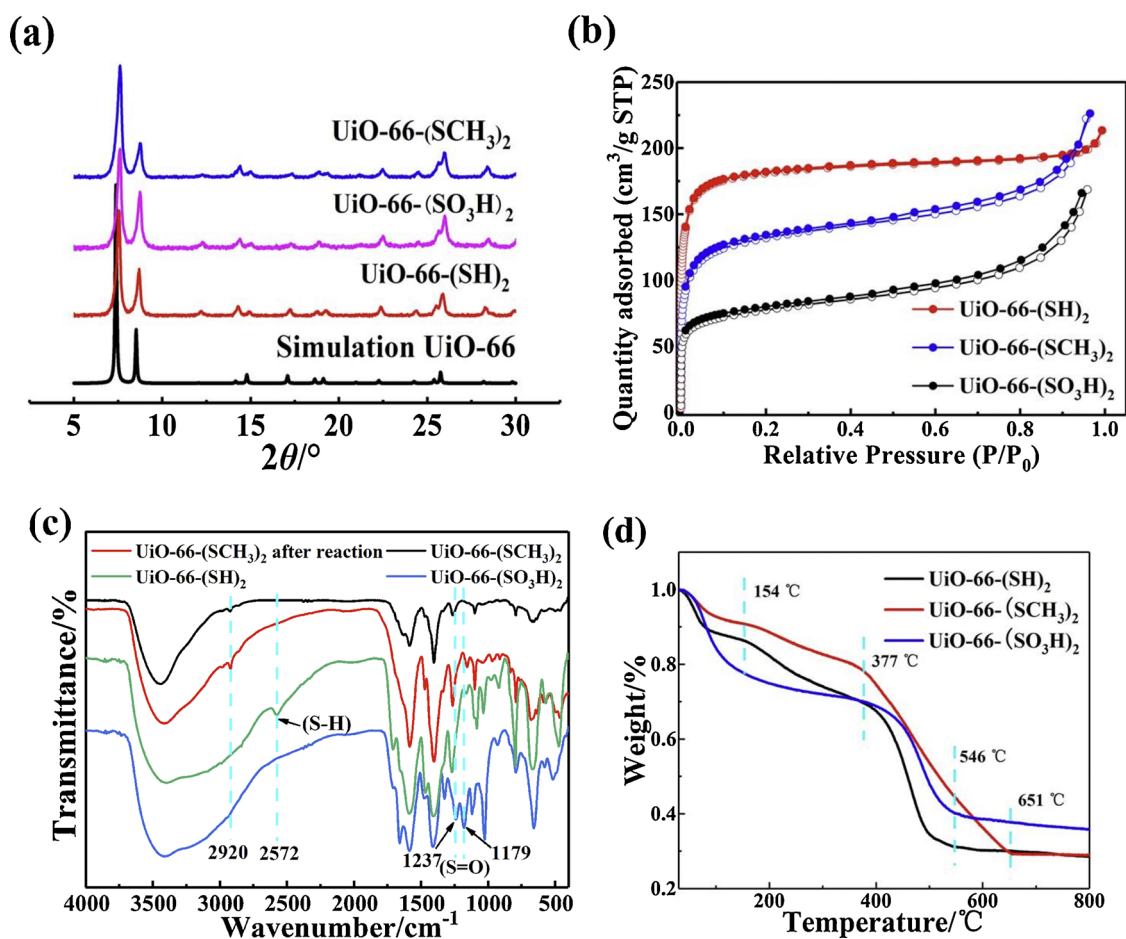 (a)
UiO-66-(SCH₃)₂
UiO-66-(SO₃H)₂
UiO-66-(SH)₂
Simulation UiO-66
5 10 15 20 25 30
2θ/°
(b)
Quantity adsorbed (cm³/g STP)
250
200
150
100
50
0
UiO-66-(SH)₂
UiO-66-(SCH₃)₂
UiO-66-(SO₃H)₂
0.0 0.2 0.4 0.6 0.8 1.0
Relative Pressure (P/P₀)
(c)
Transmittance/%
UiO-66-(SCH₃)₂ after reaction
UiO-66-(SCH₃)₂
UiO-66-(SH)₂
UiO-66-(SO₃H)₂
(S-H)
2920 2572 1237 1179
(S=O)
4000 3500 3000 2500 2000 1500 1000 500
Wavenumber/cm⁻¹
(d)
Weight/%
1.0
0.8
0.6
0.4
0.2
UiO-66-(SH)₂
UiO-66-（SCH₃)₂
UiO-66-（SO₃H)₂
154 ℃
377 ℃
546 ℃
651 ℃
200 400 600 800
Temperature/℃